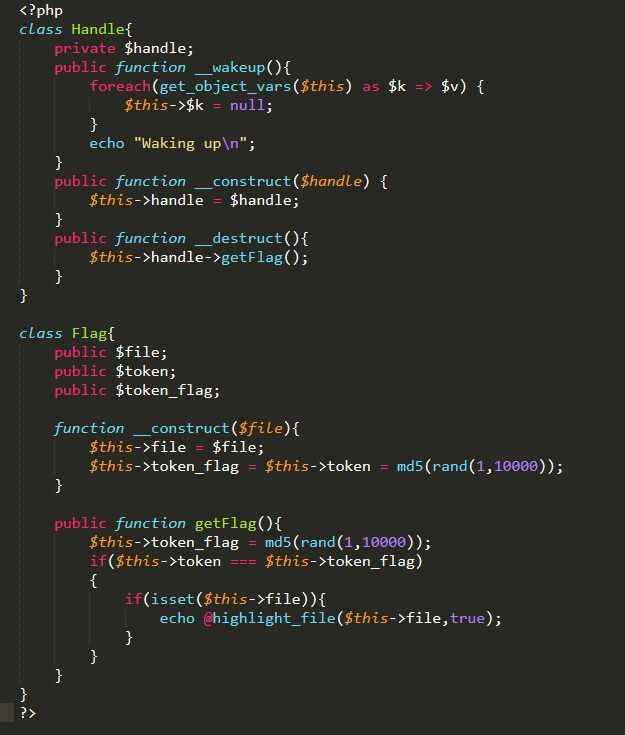 <?php
class Handle{
    private $handle;
    public function __wakeup(){
        foreach(get_object_vars($this) as $k => $v) {
            $this->$k = null;
        }
        echo "Waking up\n";
    }
    public function __construct($handle) {
        $this->handle = $handle;
    }
    public function __destruct(){
        $this->handle->getFlag();
    }
}

class Flag{
    public $file;
    public $token;
    public $token_flag;

    function __construct($file){
        $this->file = $file;
        $this->token_flag = $this->token = md5(rand(1,10000));
    }

    public function getFlag(){
        $this->token_flag = md5(rand(1,10000));
        if($this->token === $this->token_flag)
        {
            if(isset($this->file)){
                echo @highlight_file($this->file,true);
            }
        }
    }
}
?>